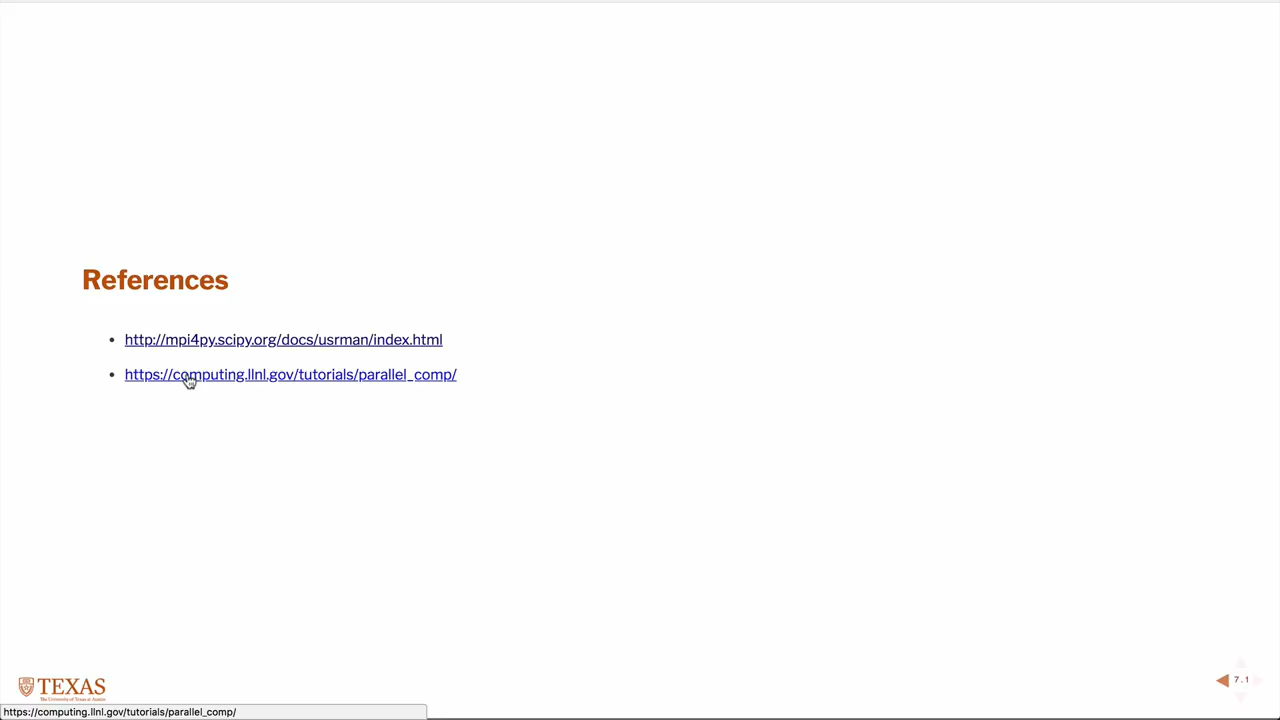 References
• http://mpi4py.scipy.org/docs/usrman/index.html
• https://computing.llnl.gov/tutorials/parallel_comp/
TEXAS
The University of Texas at Austin
7.1
https://computing.llnl.gov/tutorials/parallel_comp/